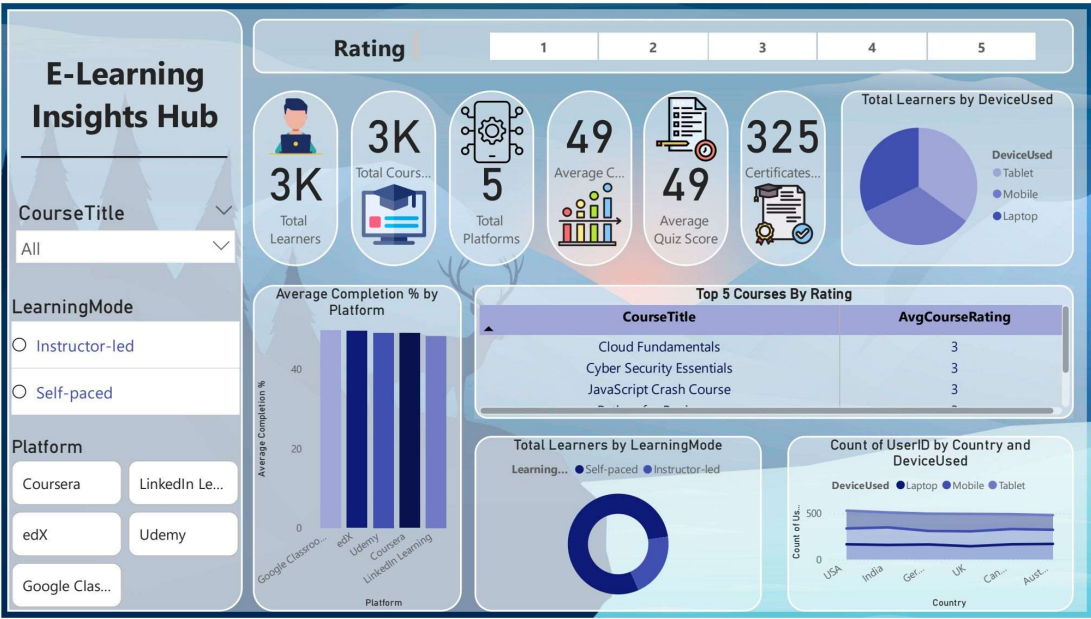 E-Learning
Insights Hub
CourseTitle
All
LearningMode
Instructor-led
Self-paced
Platform
Coursera
LinkedIn Le...
edX
Udemy
Google Clas...
Rating
1 2 3 4 5
3K
Total
Learners
3K
Total Cours...
5
Total
Platforms
49
Average C...
49
Average
Quiz Score
325
Certificates...
Total Learners by DeviceUsed
DeviceUsed
Tablet
Mobile
Laptop
Average Completion % by
Platform
Average Completion %
40
20
0
Google Classroo...
edX
Udemy
Coursera
LinkedIn Learning
Platform
Top 5 Courses By Rating
CourseTitle AvgCourseRating
Cloud Fundamentals 3
Cyber Security Essentials 3
JavaScript Crash Course 3
Total Learners by LearningMode
Learning... Self-paced Instructor-led
Count of UserID by Country and
DeviceUsed
DeviceUsed Laptop Mobile Tablet
Count of Us...
500
0
USA
India
Ger...
UK
Can...
Aust...
Country